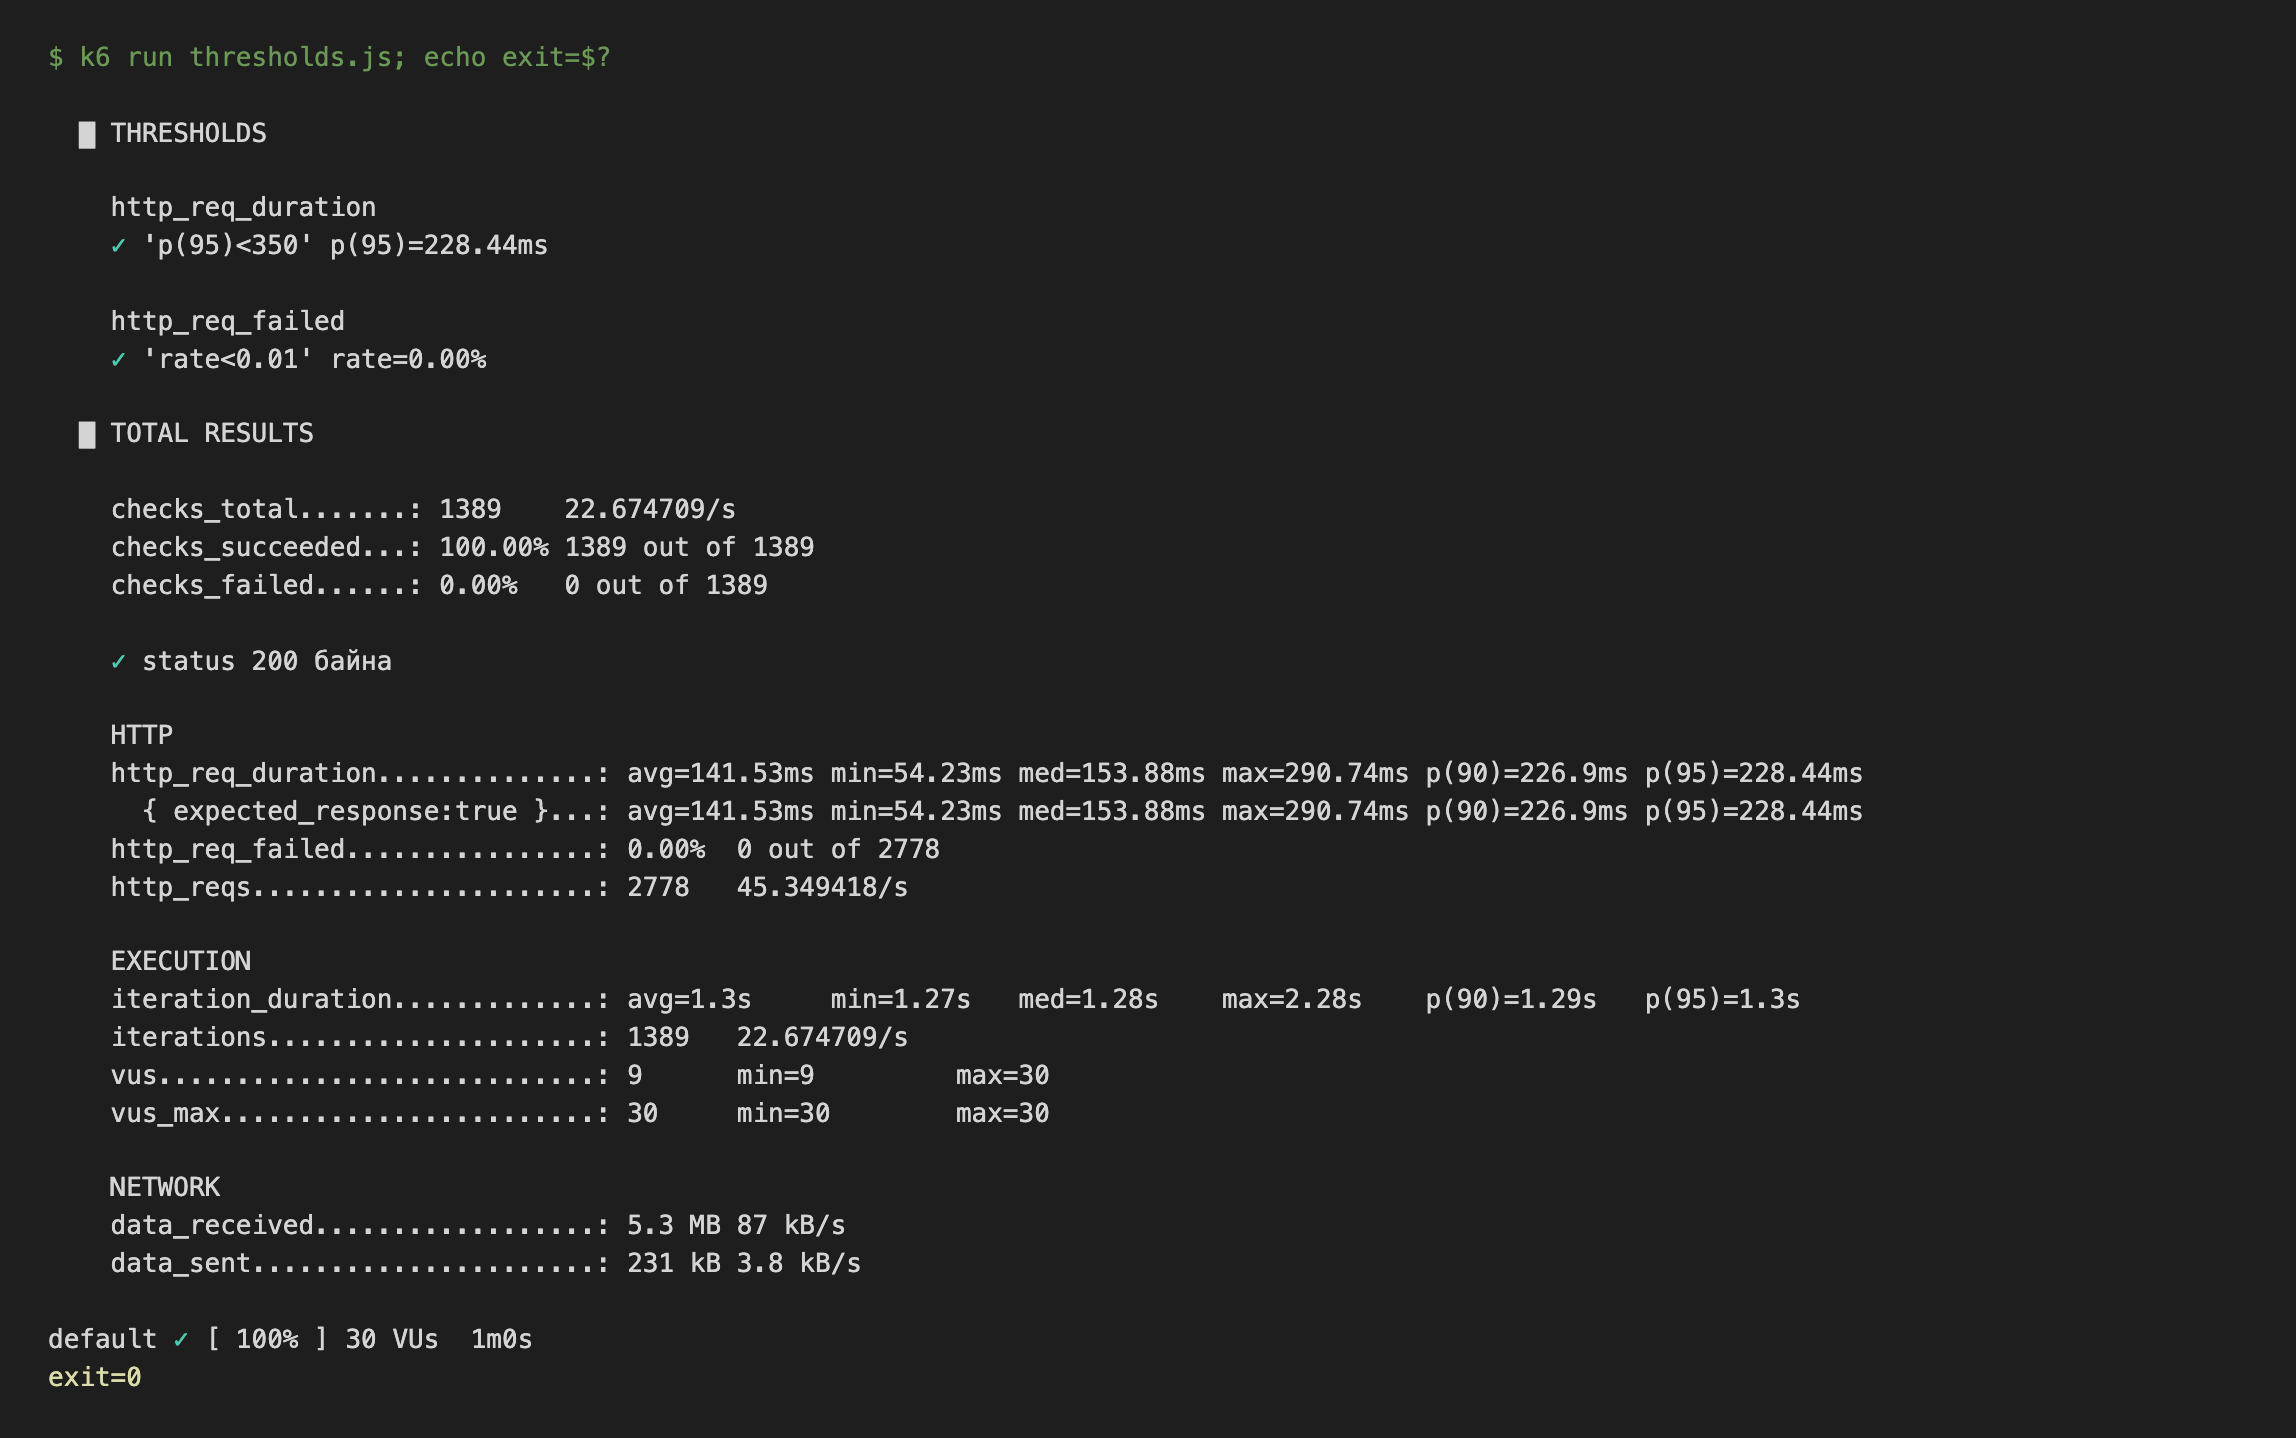 $ k6 run thresholds.js; echo exit=$?
█ THRESHOLDS
http_req_duration
✓ 'p(95)<350' p(95)=228.44ms
http_req_failed
✓ 'rate<0.01' rate=0.00%
█ TOTAL RESULTS
checks_total.......: 1389    22.674709/s
checks_succeeded...: 100.00% 1389 out of 1389
checks_failed......: 0.00%   0 out of 1389
✓ status 200 байна
HTTP
http_req_duration..............: avg=141.53ms min=54.23ms med=153.88ms max=290.74ms p(90)=226.9ms p(95)=228.44ms
{ expected_response:true }...: avg=141.53ms min=54.23ms med=153.88ms max=290.74ms p(90)=226.9ms p(95)=228.44ms
http_req_failed................: 0.00%  0 out of 2778
http_reqs......................: 2778   45.349418/s
EXECUTION
iteration_duration.............: avg=1.3s     min=1.27s   med=1.28s    max=2.28s    p(90)=1.29s   p(95)=1.3s
iterations.....................: 1389   22.674709/s
vus............................: 9      min=9         max=30
vus_max........................: 30     min=30        max=30
NETWORK
data_received..................: 5.3 MB 87 kB/s
data_sent......................: 231 kB 3.8 kB/s
default ✓ [ 100% ] 30 VUs  1m0s
exit=0